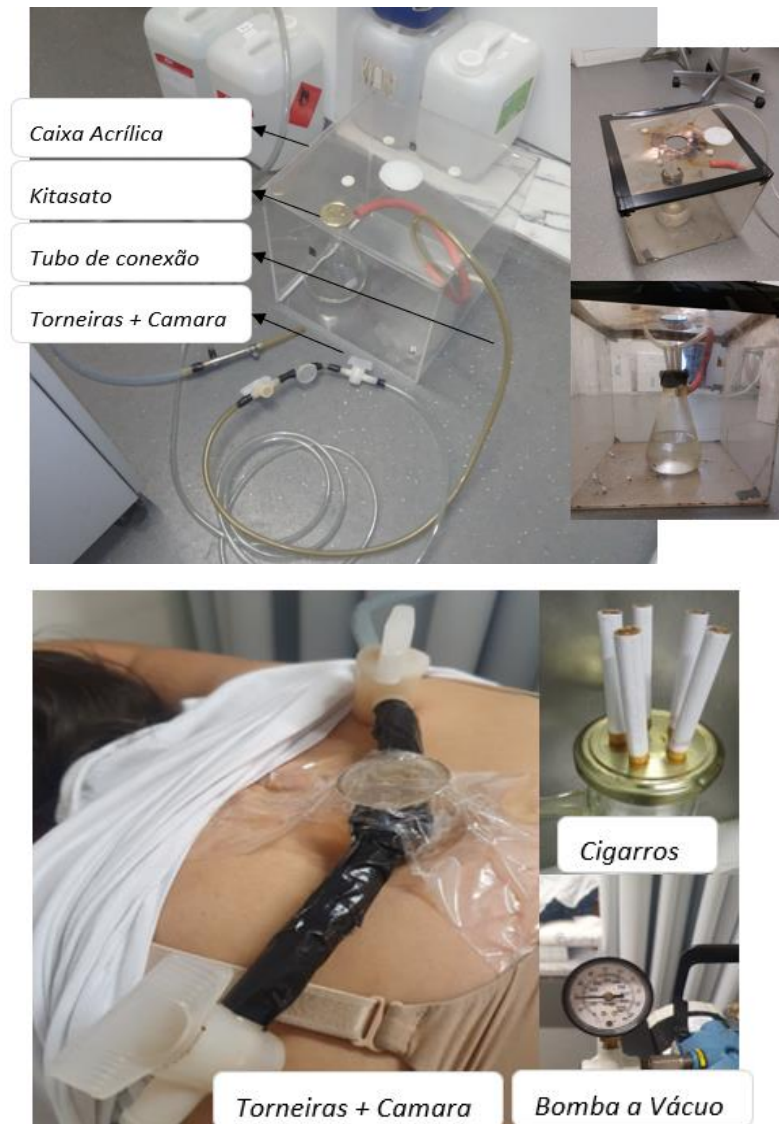 Caixa Acrílica
Kitasato
Tubo de conexão
Torneiras + Camara
Cigarros
Torneiras + Camara
Bomba a Vácuo